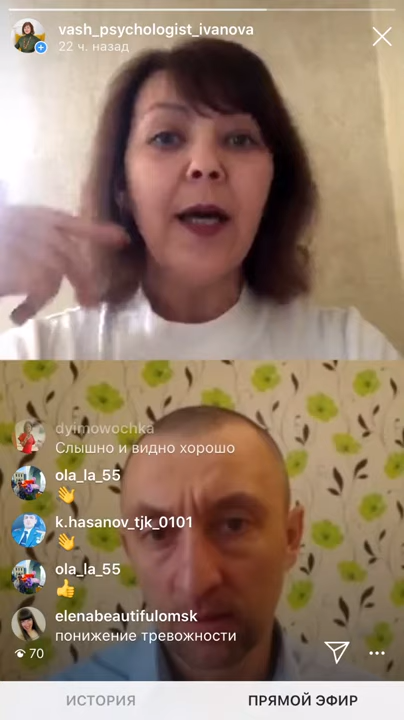 vash_psychologist_ivanova
22 ч. назад
dyimowochka
Слышно и видно хорошо
ola_la_55
👋
k.hasanov_tjk_0101
👋
ola_la_55
👍
elenabeautifulomsk
понижение тревожности
70
ИСТОРИЯ
ПРЯМОЙ ЭФИР